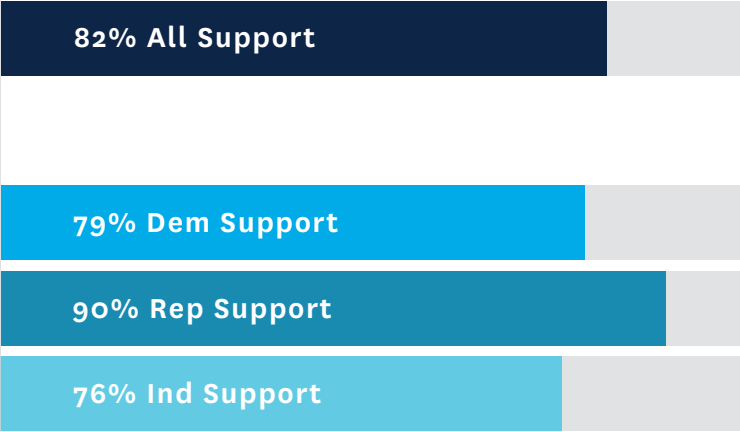 82% All Support
79% Dem Support
90% Rep Support
76% Ind Support